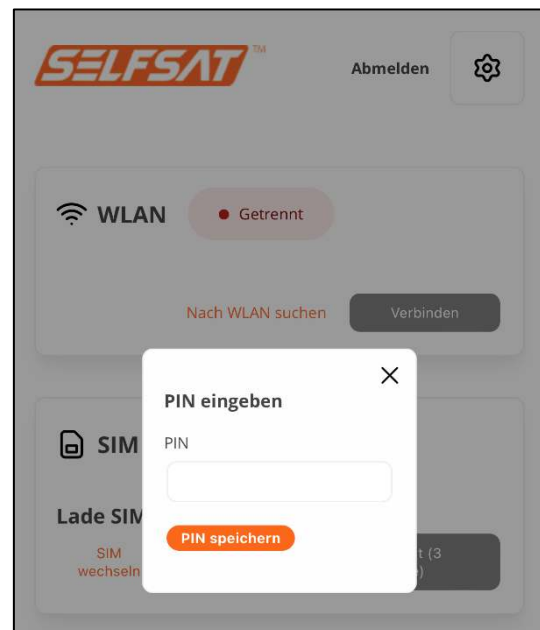 SELFSAT™
Abmelden
WLAN
Getrennt
Nach WLAN suchen
Verbinden
PIN eingeben
PIN
SIM
Lade SIM
PIN speichern
SIM
wechseln
t (3
)